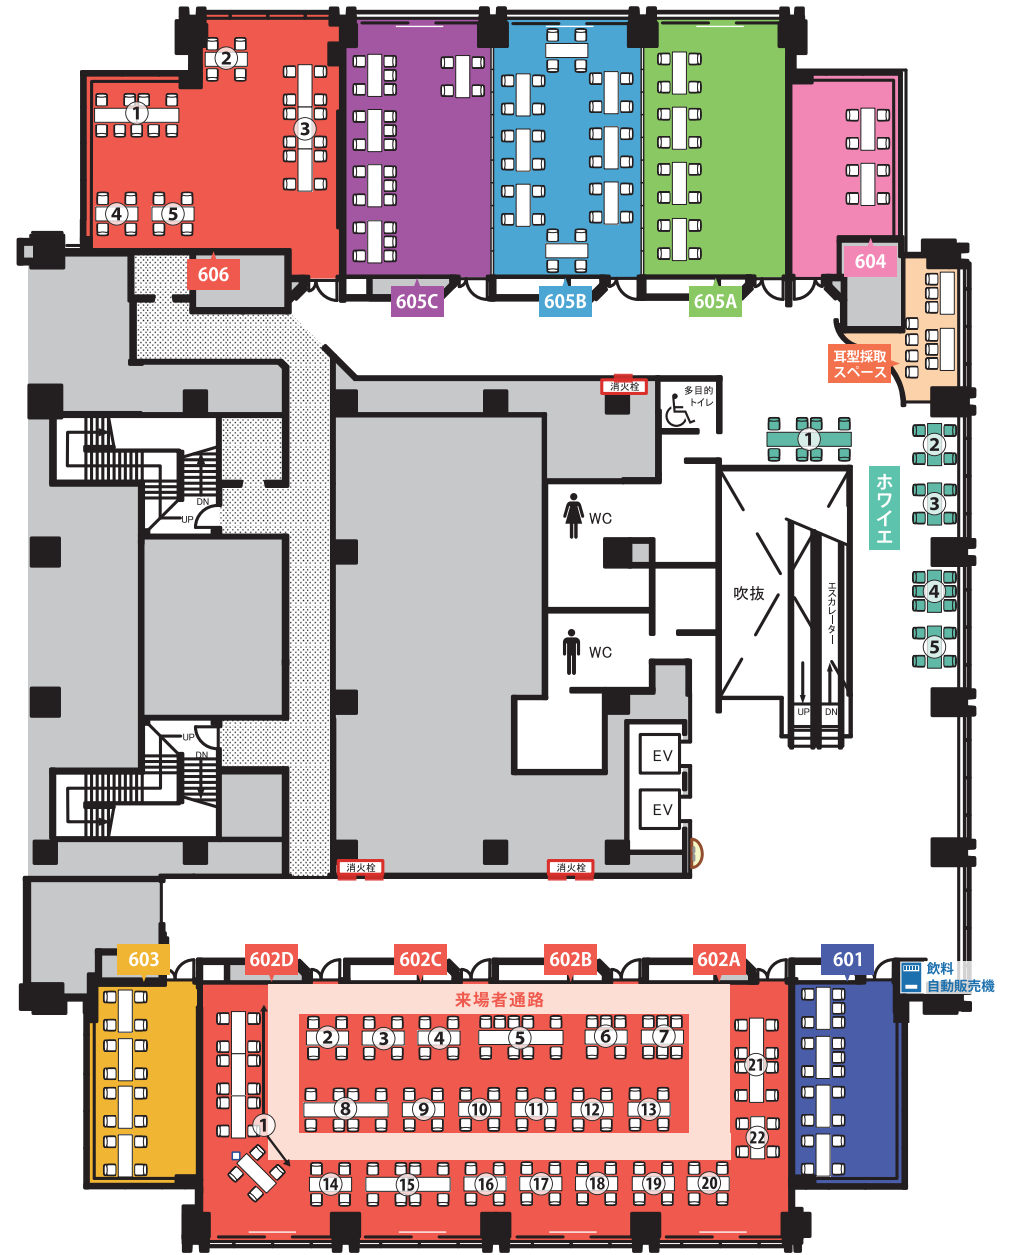 2
1
3
4
5
606
605C
605B
605A
604
耳型採取
スペース
消火栓
多目的
トイレ
1
2
ホワイエ
3
4
5
DN
UP
WC
WC
吹抜
エスカレーター
UP
DN
UP
DN
EV
EV
消火栓
消火栓
603
602D
602C
602B
602A
601
飲料
自動販売機
来場者通路
2
3
4
5
6
7
21
8
9
10
11
12
13
1
22
14
15
16
17
18
19
20